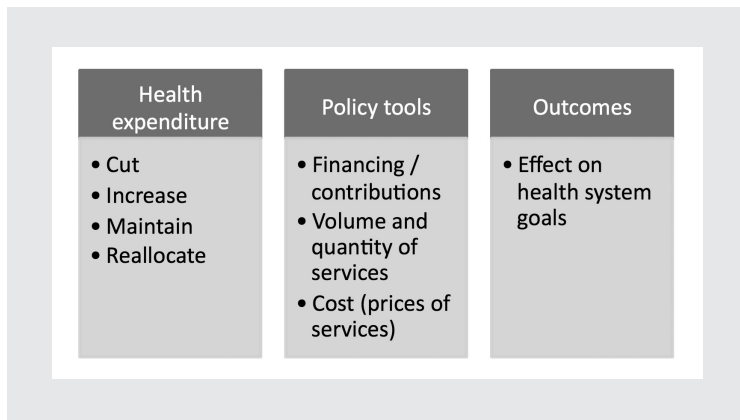 Health
expenditure
• Cut
• Increase
• Maintain
• Reallocate
Policy tools
• Financing /
contributions
• Volume and
quantity of
services
• Cost (prices of
services)
Outcomes
• Effect on
health system
goals